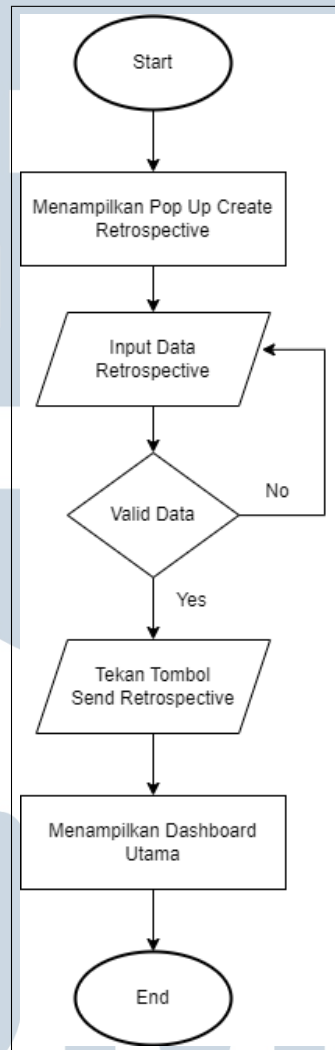 Start
Menampilkan Pop Up Create
Retrospective
Input Data
Retrospective
Valid Data
No
Yes
Tekan Tombol
Send Retrospective
Menampilkan Dashboard
Utama
End